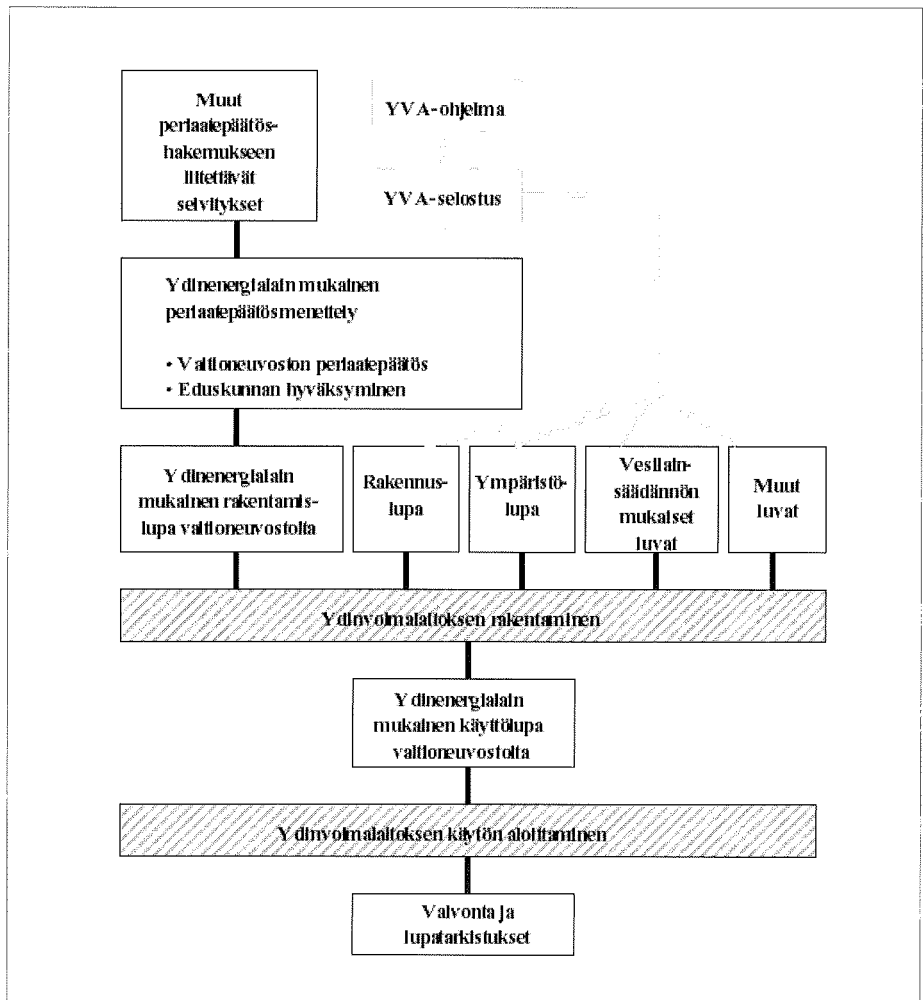 Muut
periaatepäätös-
hakemukseen
liitettävät
selvitykset
YVA-ohjelma
YVA-selostus
Ydinenergialain mukainen
periaatepäätösmenettely
• Valtioneuvoston periaatepäätös
• Eduskunnan hyväksyminen
Ydinenergialain
mukainen rakentamis-
lupa valtioneuvostolta
Rakennus-
lupa
Ympäristö-
lupa
Vesilain-
säädännön
mukaiset
luvat
Muut
luvat
Ydinvoimalaitoksen rakentaminen
Ydinenergialain
mukainen käyttölupa
valtioneuvostolta
Ydinvoimalaitoksen käytön aloittaminen
Valvonta ja
lupatarkistukset